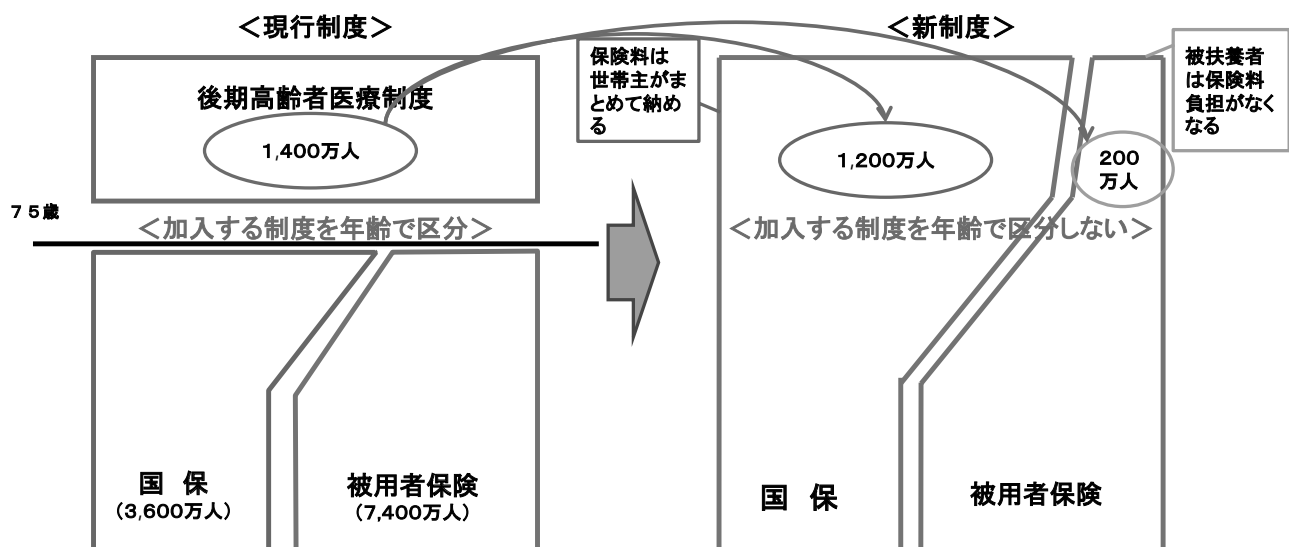 ＜現行制度＞
後期高齢者医療制度
1,400万人
７５歳
＜加入する制度を年齢で区分＞
国　保
（3,600万人）
被用者保険
（7,400万人）
＜新制度＞
保険料は
世帯主がま
とめて納め
る
被扶養者
は保険料
負担がなく
なる
1,200万人
200
万人
＜加入する制度を年齢で区分しない＞
国　保
被用者保険